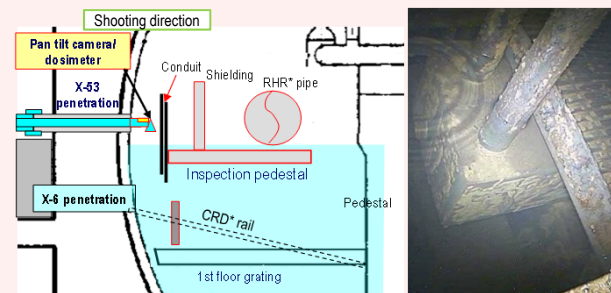 Shooting direction
Pan tilt camera/
dosimeter
X-53
penetration
Conduit
Shielding
RHR* pipe
Inspection pedestal
X-6 penetration
Pedestal
CRD* rail
1st floor grating